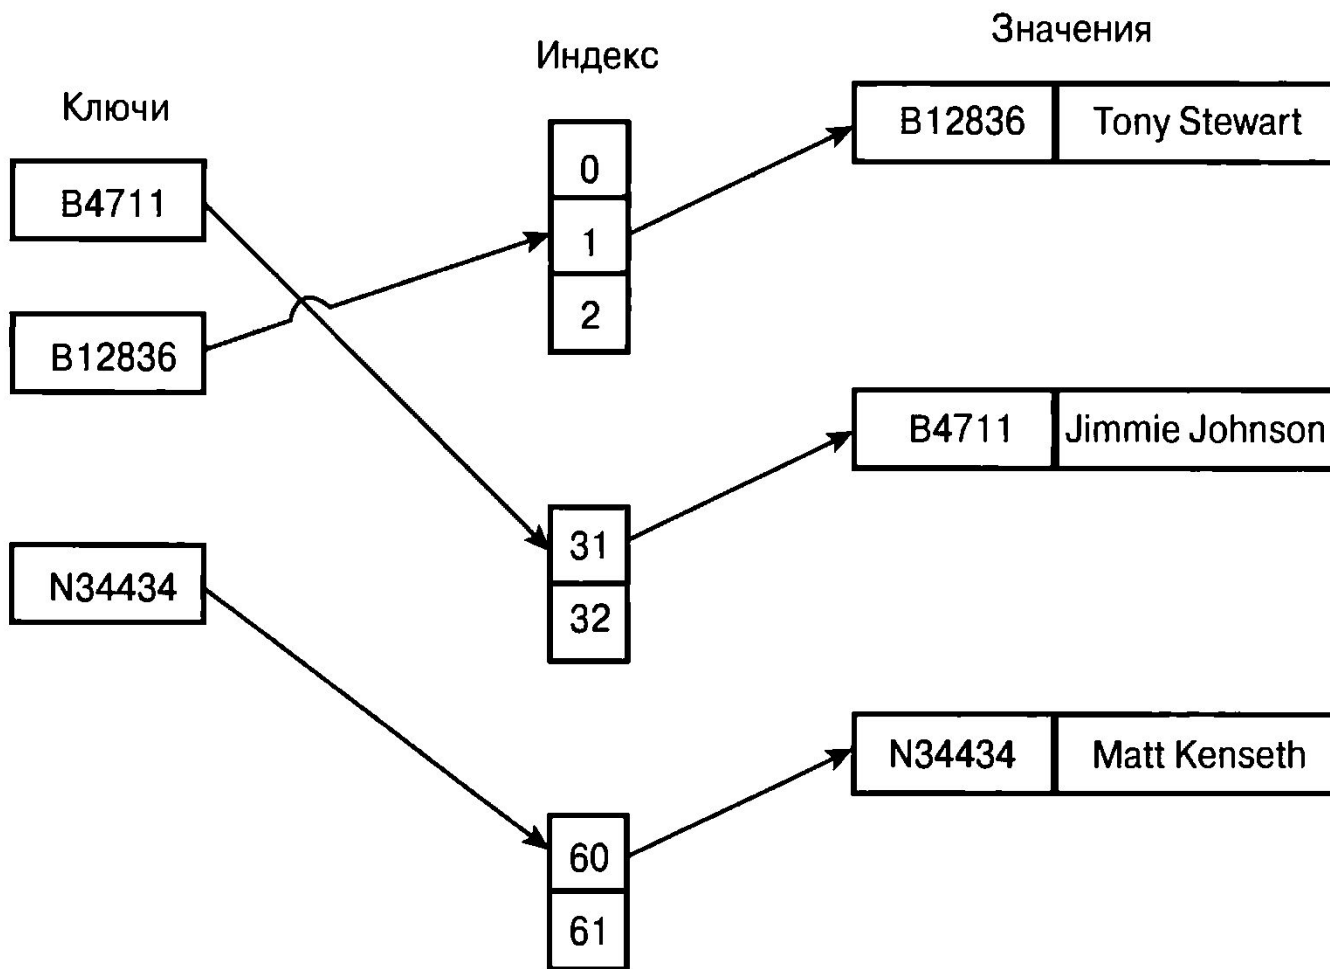 Ключи
B4711
B12836
N34434
Индекс
0
1
2
31
32
60
61
Значения
B12836 Tony Stewart
B4711 Jimmie Johnson
N34434 Matt Kenseth